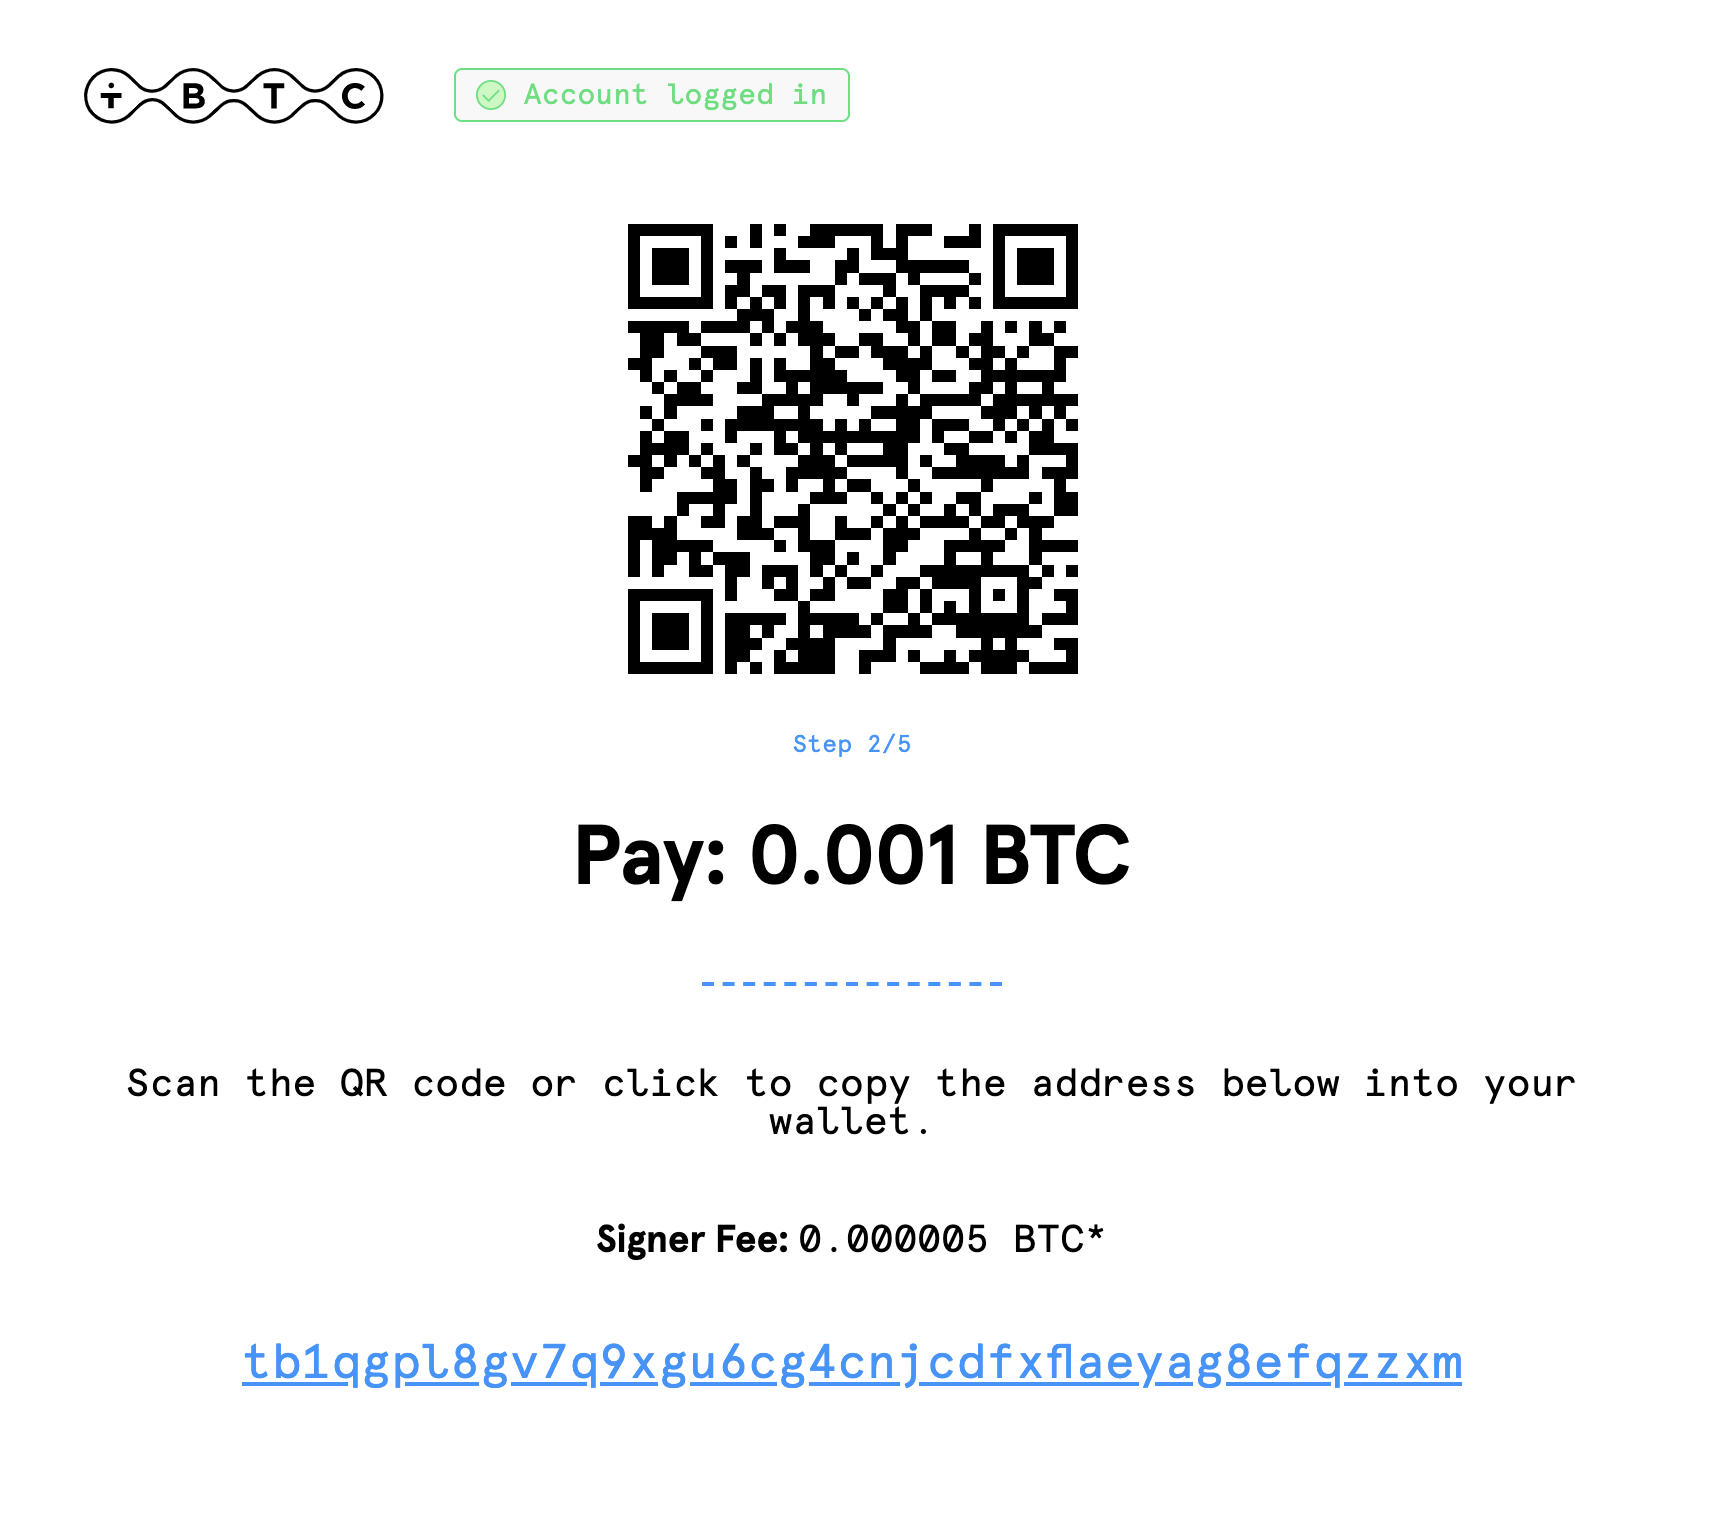 tBTC
Account logged in
Step 2/5
Pay: 0.001 BTC
Scan the QR code or click to copy the address below into your
wallet.
Signer Fee: 0.000005 BTC*
tb1qgpl8gv7q9xgu6cg4cnjcdfxflaeyag8efqzzxm